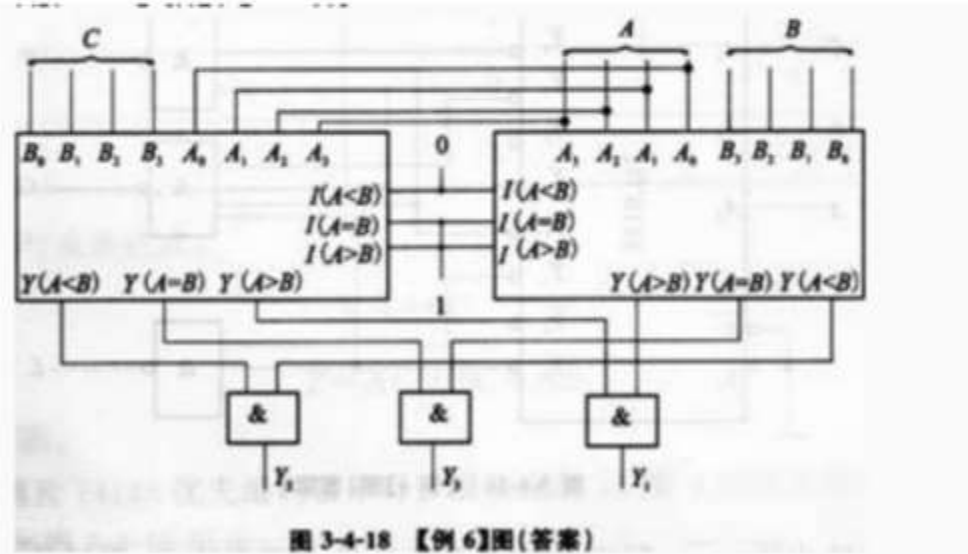 C
A
B
B₀ B₁ B₂ B₃ A₀ A₁ A₂ A₃
0
A₃ A₂ A₁ A₀ B₃ B₂ B₁ B₀
I(A<B)
I(A<B)
I(A=B)
I(A=B)
I(A>B)
I(A>B)
Y(A<B) Y(A=B) Y(A>B)
Y(A>B) Y(A=B) Y(A<B)
1
& & &
Y₂ Y₃ Y₁
图 3-4-18 【例 6】图(答案)